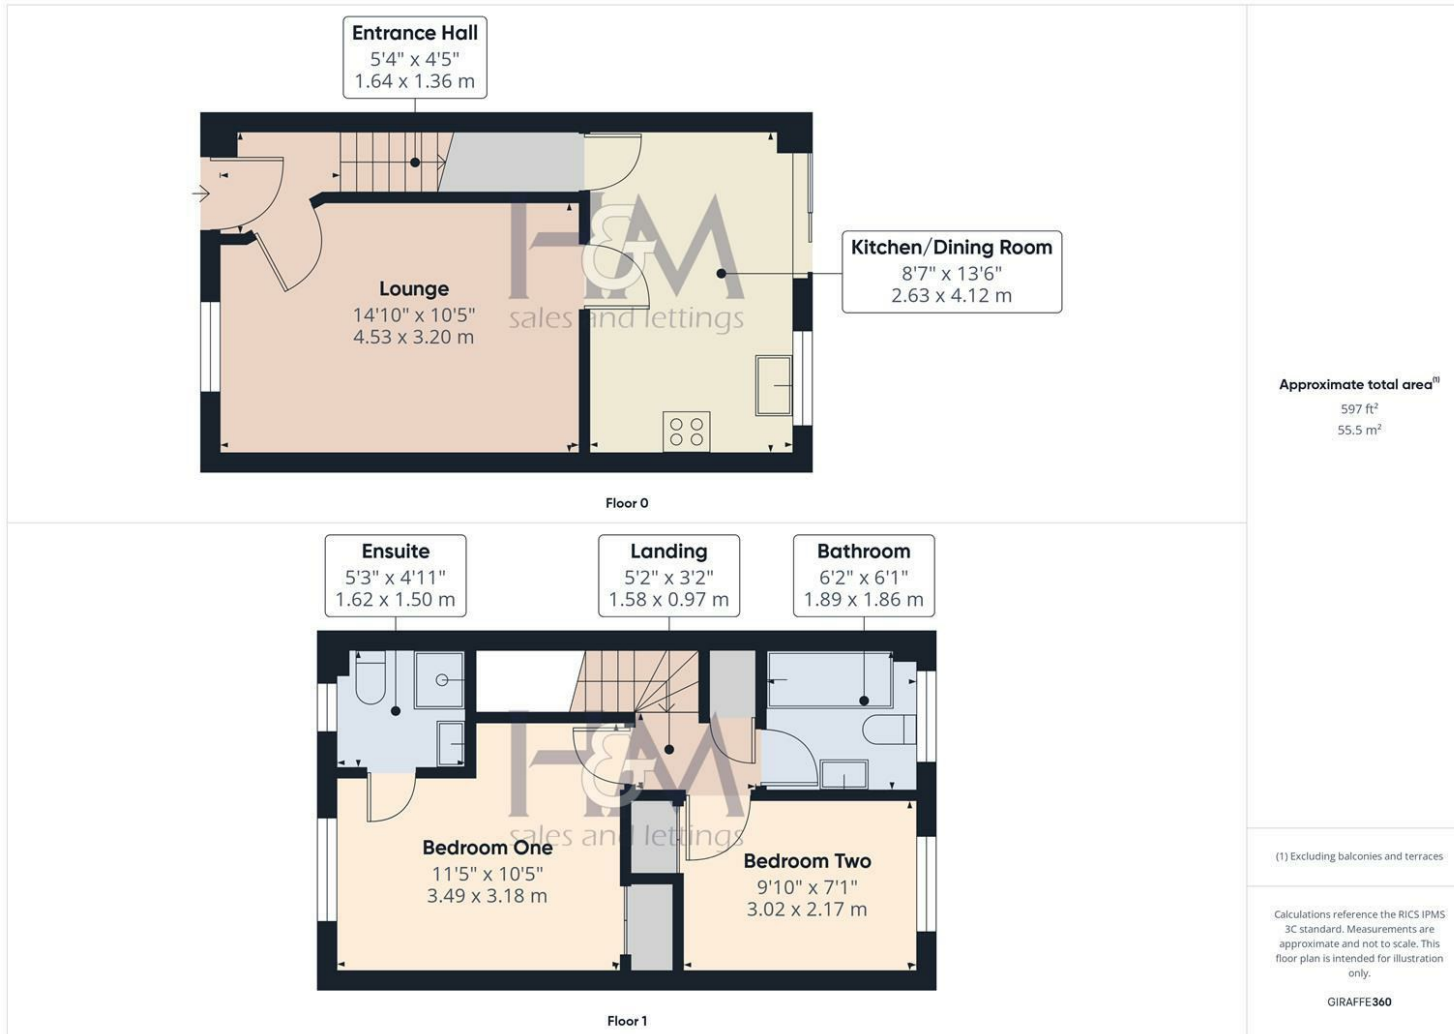 Entrance Hall
5'4" x 4'5"
1.64 x 1.36 m
Kitchen/Dining Room
8'7" x 13'6"
2.63 x 4.12 m
Lounge
14'10" x 10'5"
4.53 x 3.20 m
H&M
sales and lettings
Floor 0
Ensuite
5'3" x 4'11"
1.62 x 1.50 m
Landing
5'2" x 3'2"
1.58 x 0.97 m
Bathroom
6'2" x 6'1"
1.89 x 1.86 m
H&M
sales and lettings
Bedroom One
11'5" x 10'5"
3.49 x 3.18 m
Bedroom Two
9'10" x 7'1"
3.02 x 2.17 m
Floor 1
Approximate total area(1)
597 ft²
55.5 m²
(1) Excluding balconies and terraces
Calculations reference the RICS IPMS
3C standard. Measurements are
approximate and not to scale. This
floor plan is intended for illustration
only.
GIRAFFE360